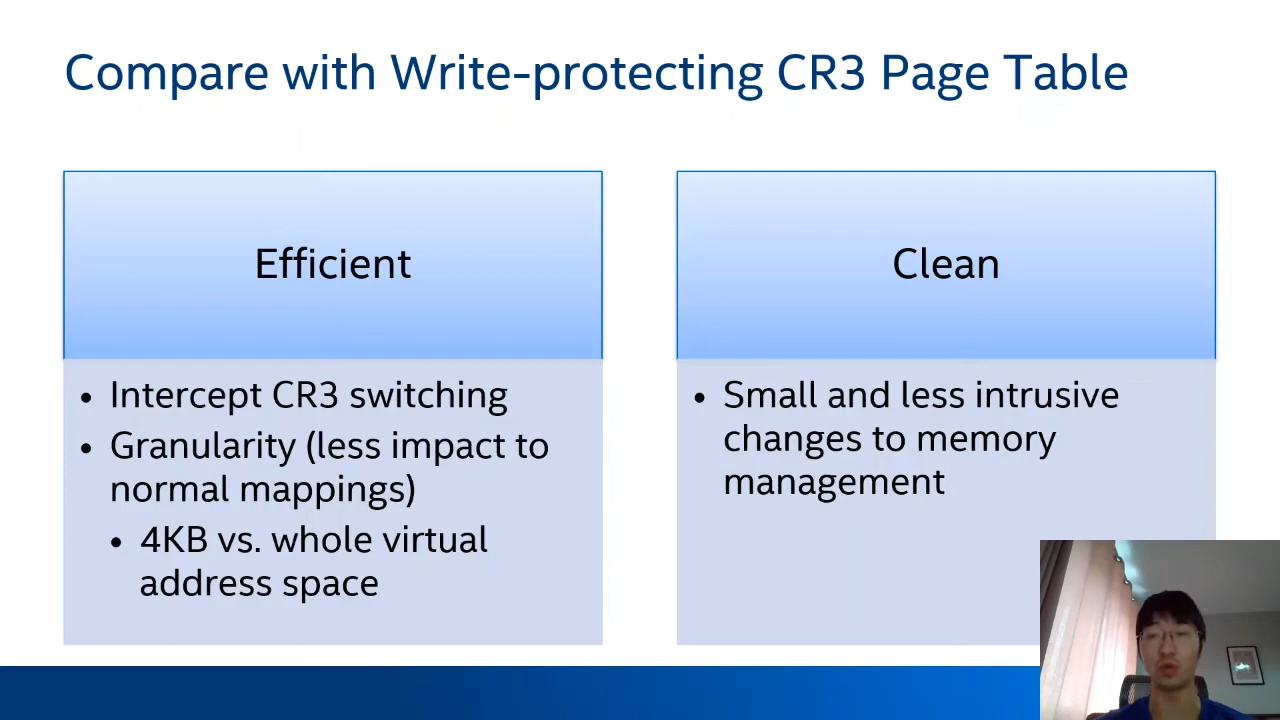 Compare with Write-protecting CR3 Page Table
Efficient
• Intercept CR3 switching
• Granularity (less impact to
normal mappings)
• 4KB vs. whole virtual
address space
Clean
• Small and less intrusive
changes to memory
management